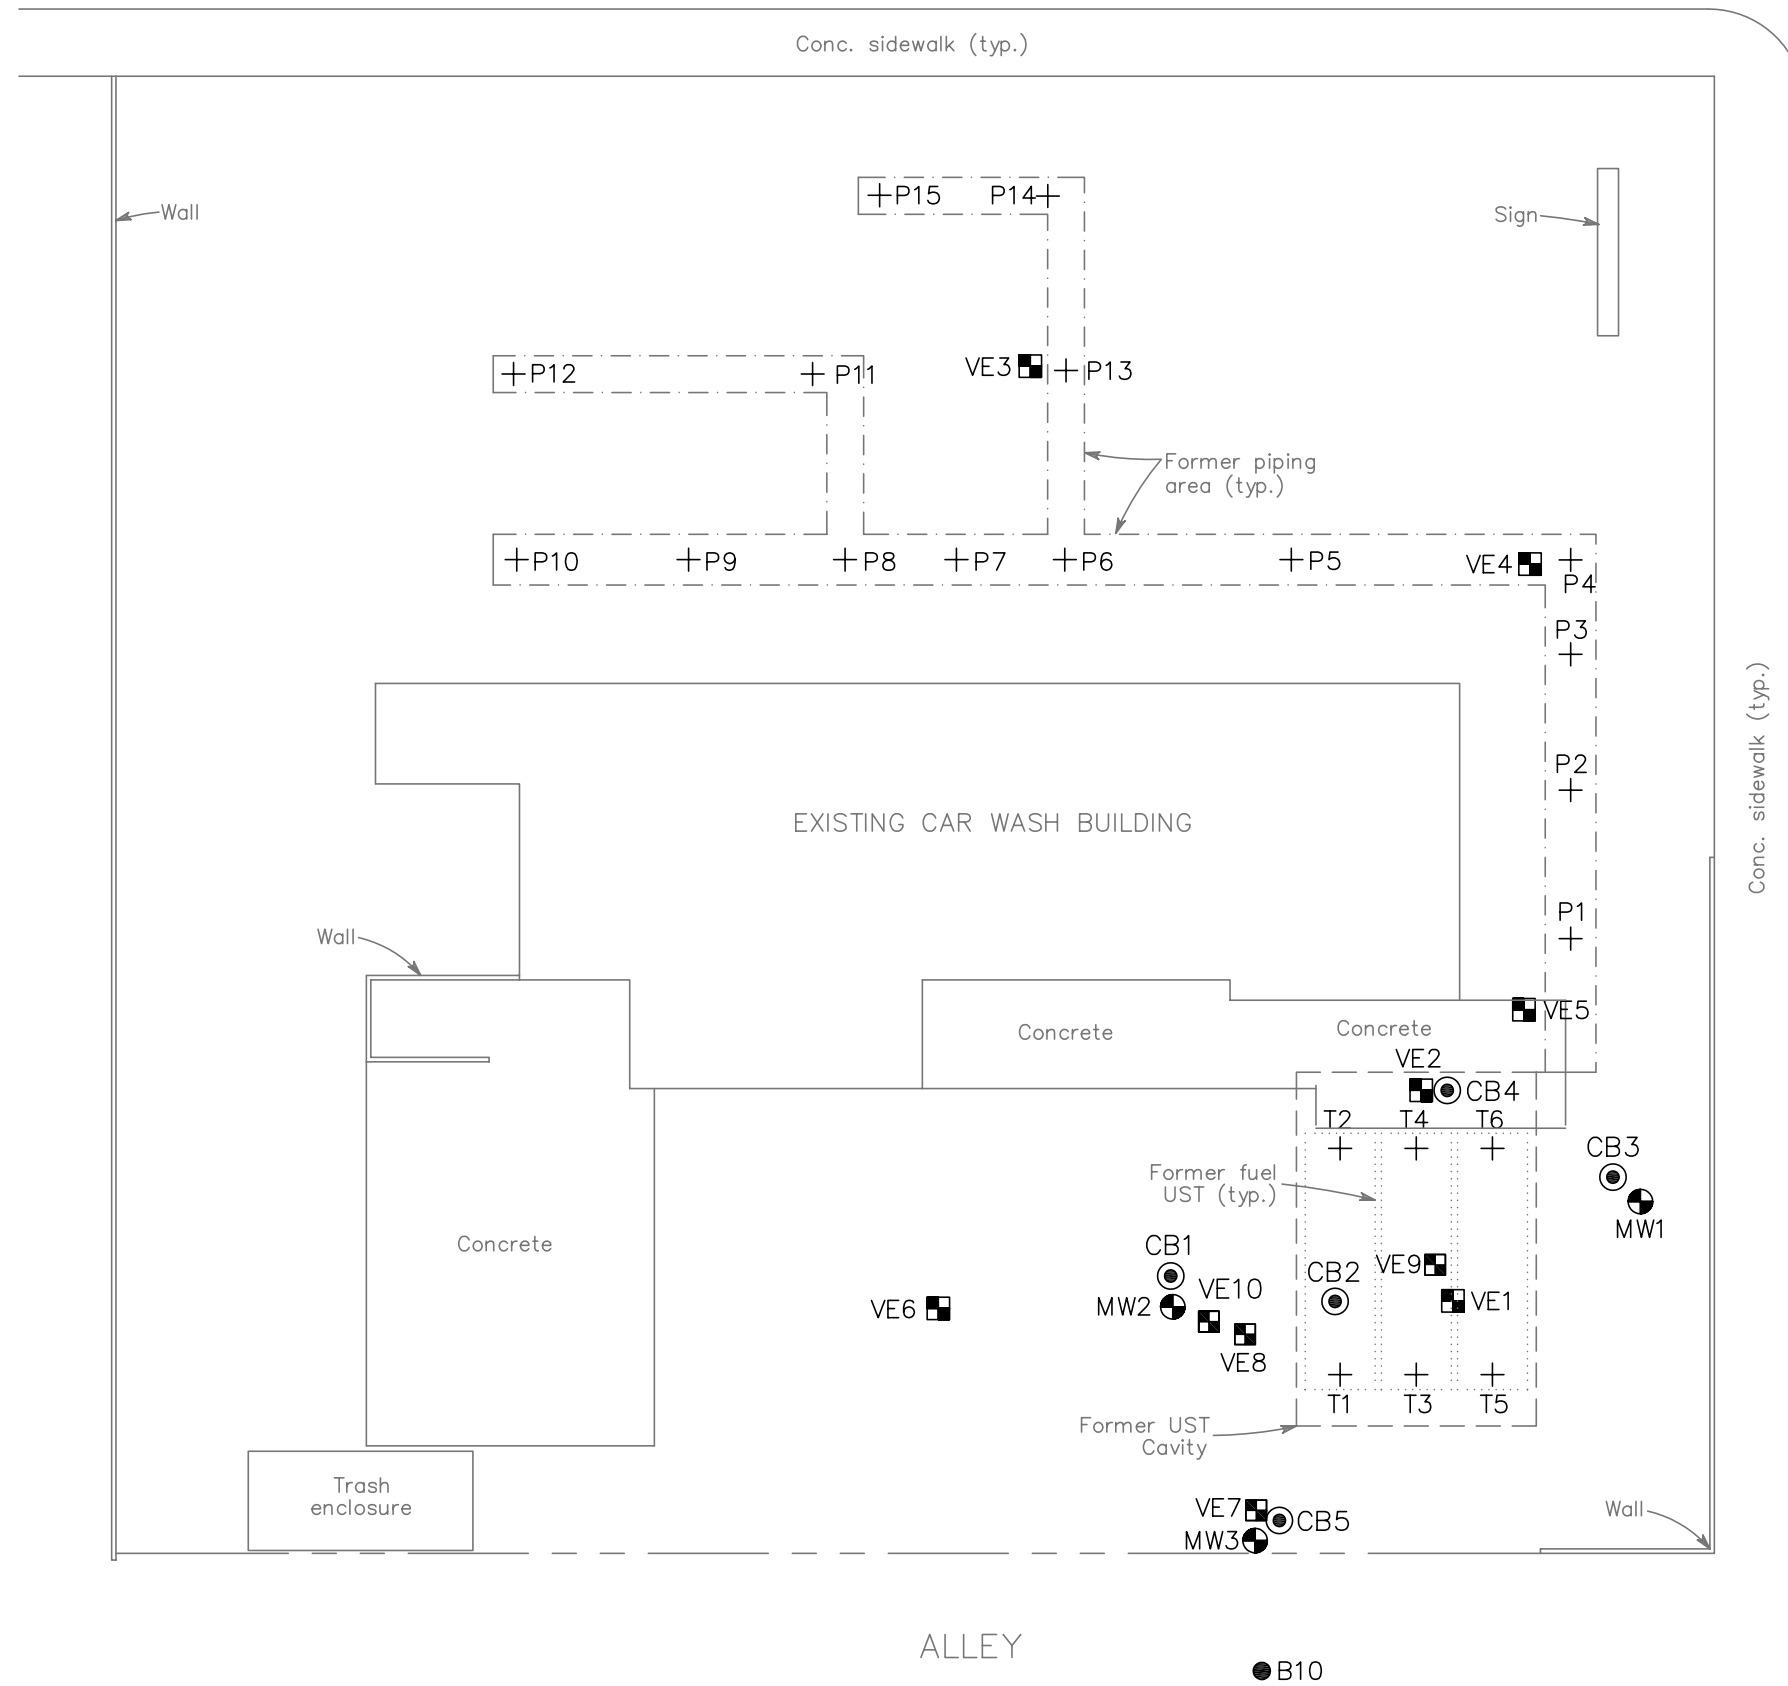 Conc. sidewalk (typ.)
P15
P14
Wall
Sign
VE3
P13
P12
P11
Former piping
area (typ.)
P10
P9
P8
P7
P6
P5
VE4
P4
P3
Conc. sidewalk (typ.)
P2
EXISTING CAR WASH BUILDING
P1
Wall
VE5
Concrete
Concrete
VE2
CB4
T2
T4
T6
CB3
Former fuel
UST (typ.)
MW1
Concrete
CB1
VE9
CB2
VE10
VE6
MW2
VE1
VE8
T1
T3
T5
Former UST
Cavity
Trash
enclosure
VE7
CB5
Wall
MW3
ALLEY
B10